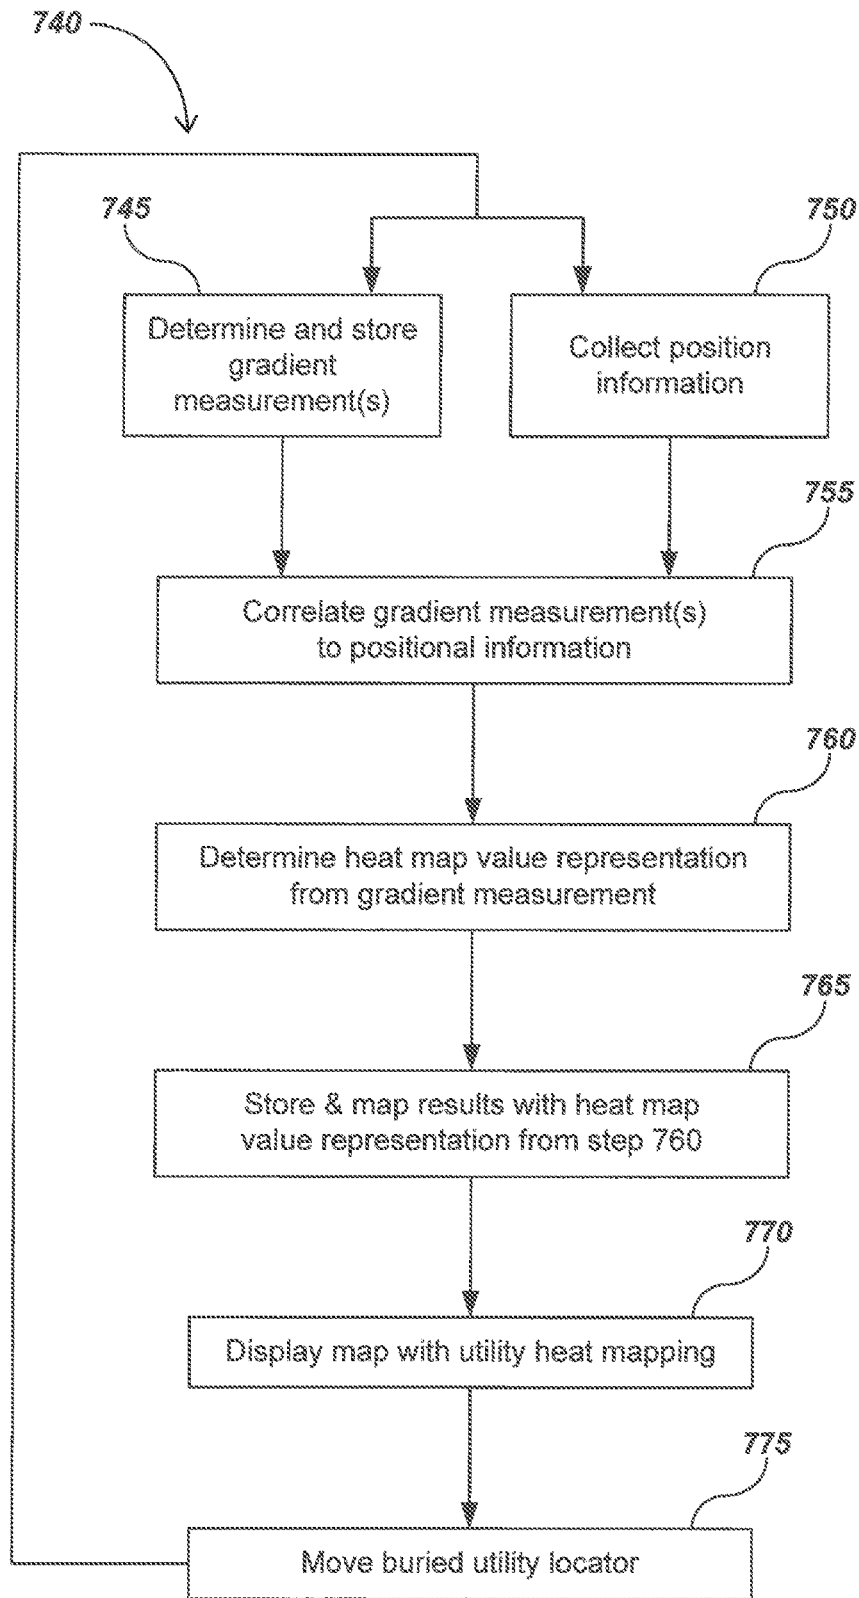 740
745
750
Determine and store
gradient
measurement(s)
Collect position
information
755
Correlate gradient measurement(s)
to positional information
760
Determine heat map value representation
from gradient measurement
765
Store & map results with heat map
value representation from step 760
770
Display map with utility heat mapping
775
Move buried utility locator